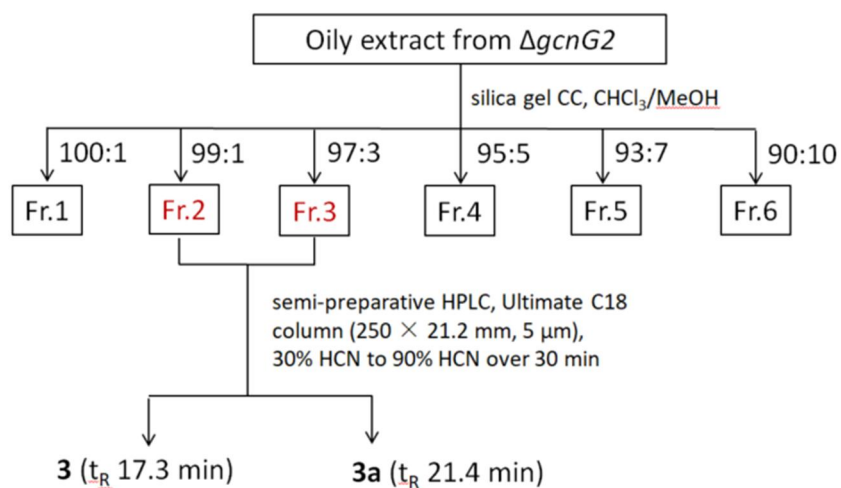 Oily extract from ΔgcnG2
silica gel CC, CHCl₃/MeOH
100:1
99:1
97:3
95:5
93:7
90:10
Fr.1
Fr.2
Fr.3
Fr.4
Fr.5
Fr.6
semi-preparative HPLC, Ultimate C18
column (250 × 21.2 mm, 5 μm),
30% HCN to 90% HCN over 30 min
3 (tR 17.3 min)
3a (tR 21.4 min)